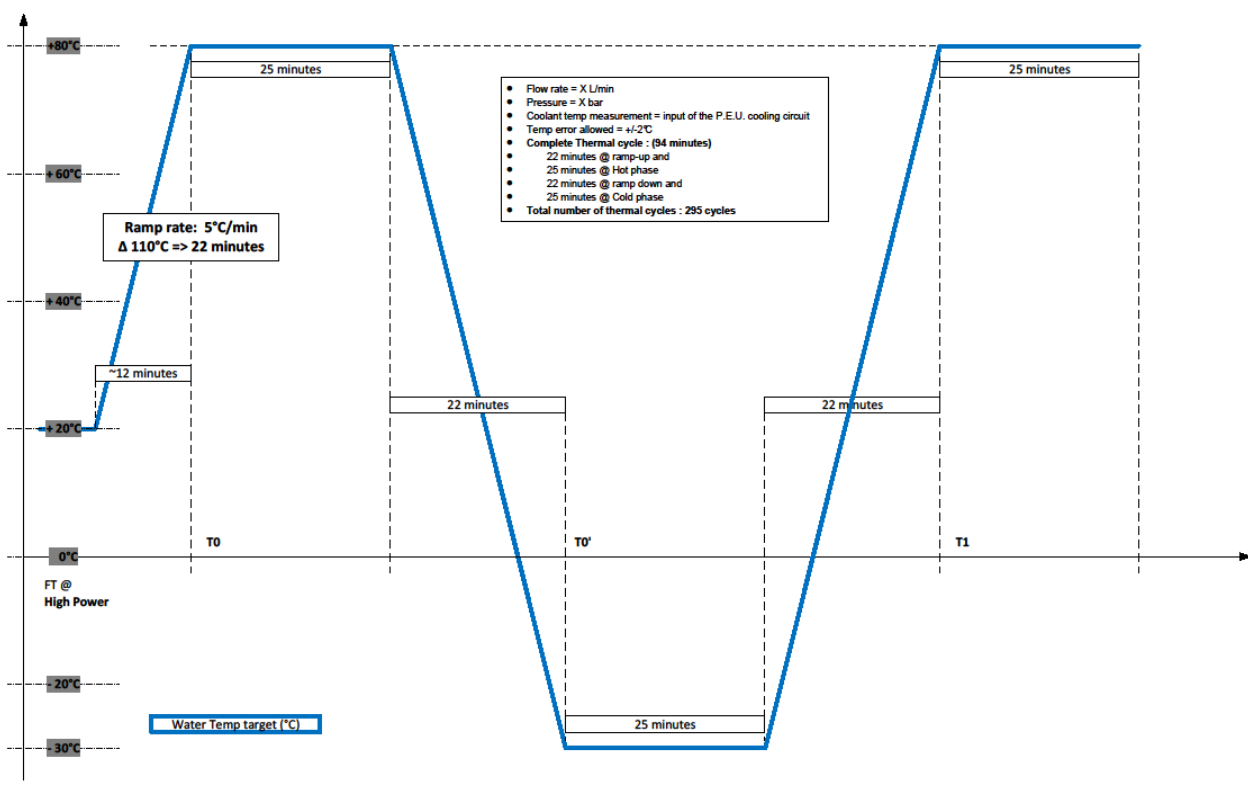 +80°C
25 minutes
25 minutes
• Flow rate = X L/min
• Pressure = X bar
• Coolant temp measurement = input of the P.E.U. cooling circuit
• Temp error allowed = +/-2°C
• Complete Thermal cycle : (94 minutes)
• 22 minutes @ ramp-up and
• 25 minutes @ Hot phase
• 22 minutes @ ramp down and
• 25 minutes @ Cold phase
• Total number of thermal cycles : 295 cycles
+ 60°C
Ramp rate: 5°C/min
Δ 110°C => 22 minutes
+ 40°C
~12 minutes
22 minutes
22 minutes
+ 20°C
T0
T0'
T1
0°C
FT @
High Power
- 20°C
Water Temp target (°C)
25 minutes
- 30°C